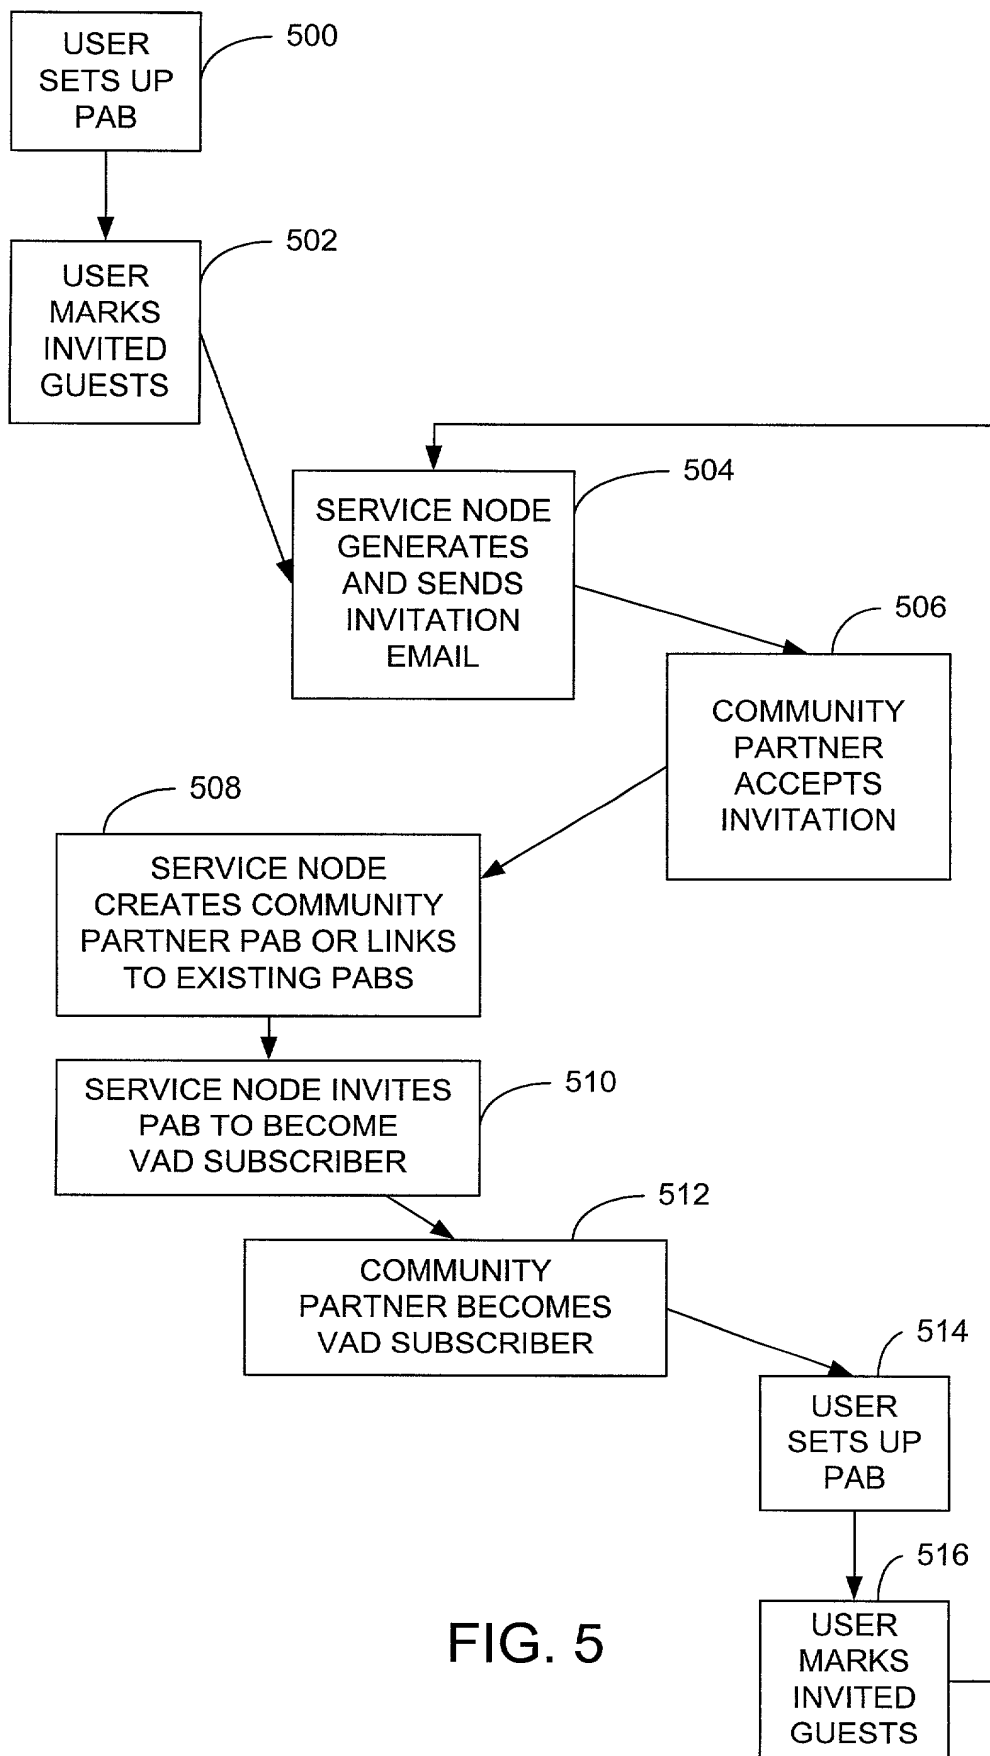 USER
SETS UP
PAB
500
USER
MARKS
INVITED
GUESTS
502
SERVICE NODE
GENERATES
AND SENDS
INVITATION
EMAIL
504
COMMUNITY
PARTNER
ACCEPTS
INVITATION
506
SERVICE NODE
CREATES COMMUNITY
PARTNER PAB OR LINKS
TO EXISTING PABS
508
SERVICE NODE INVITES
PAB TO BECOME
VAD SUBSCRIBER
510
COMMUNITY
PARTNER BECOMES
VAD SUBSCRIBER
512
USER
SETS UP
PAB
514
USER
MARKS
INVITED
GUESTS
516
FIG. 5